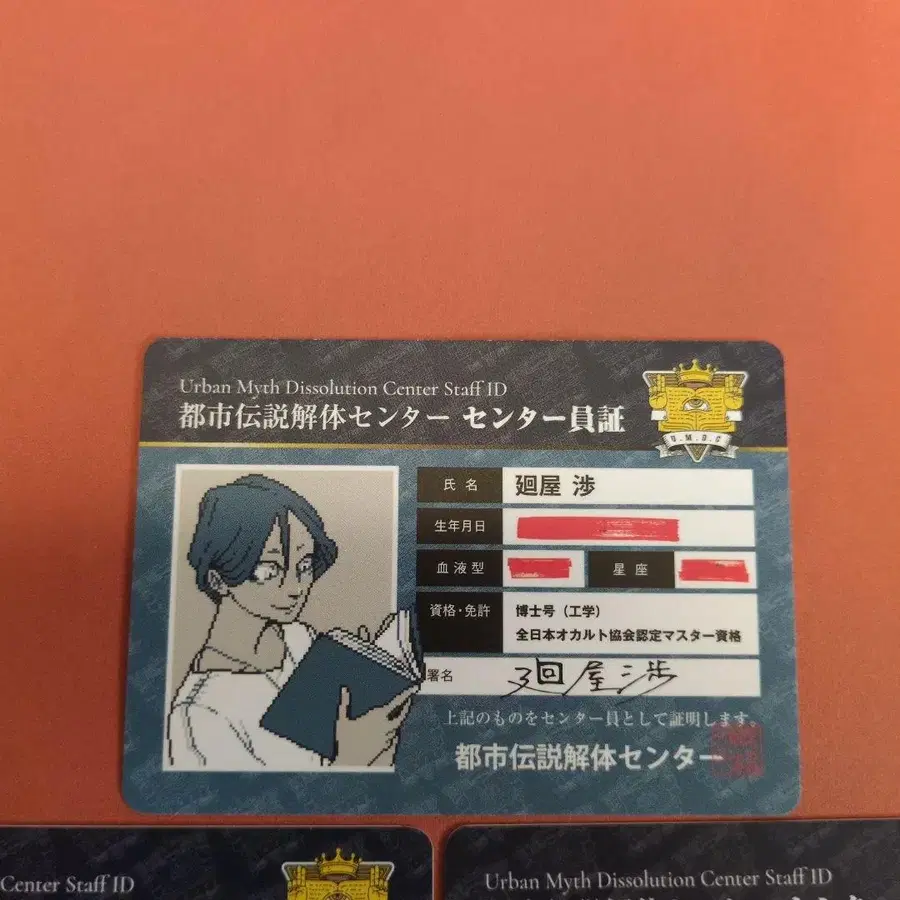 Urban Myth Dissolution Center Staff ID
都市伝説解体センター センター員証
U.M.D.C
氏 名
廻屋 渉
生年月日
血液型
星座
資格・免許
博士号（工学）
全日本オカルト協会認定マスター資格
署名
廻屋渉
上記のものをセンター員として証明します。
都市伝説解体センター
Center Staff ID
Urban Myth Dissolution Center Staff ID